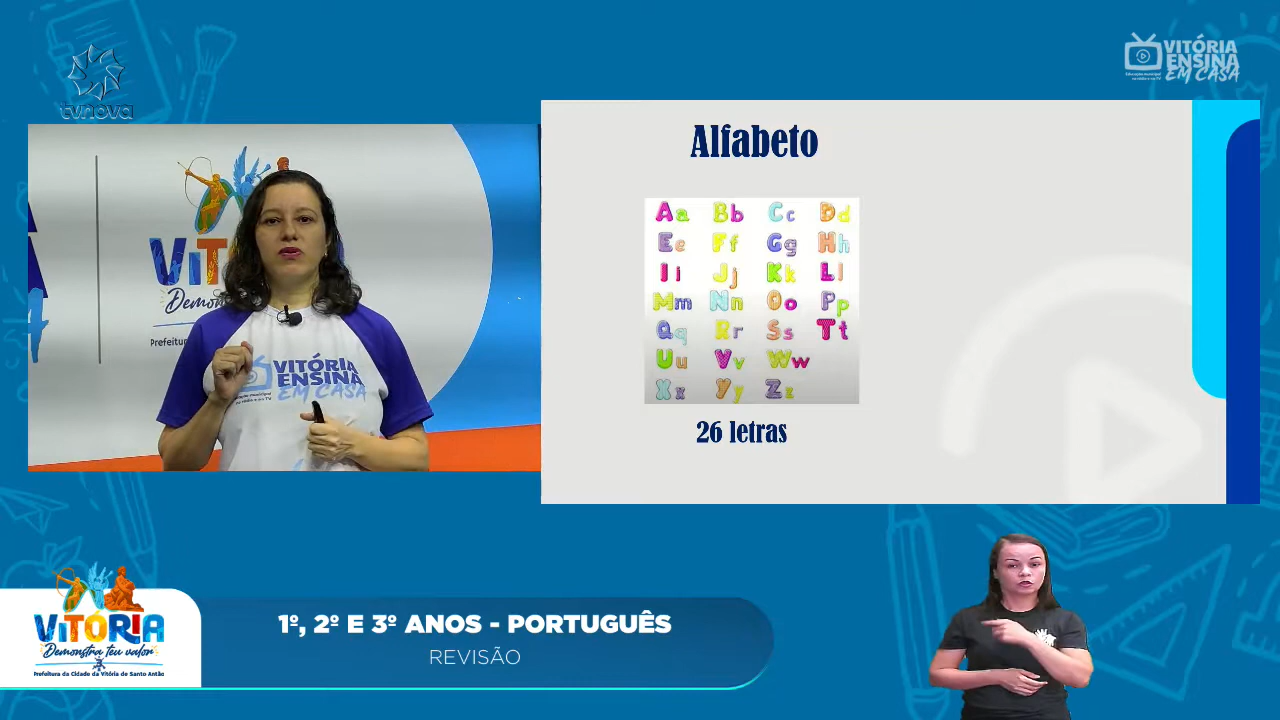 tvnova
VITÓRIA
ENSINA
EM CASA
Alfabeto
Aa Bb Cc Dd
Ee Ff Gg Hh
Ii Jj Kk Ll
Mm Nn Oo Pp
Qq Rr Ss Tt
Uu Vv Ww
Xx Yy Zz
26 letras
VITÓRIA
ENSINA
EM CASA
1º, 2º E 3º ANOS - PORTUGUÊS
REVISÃO
VITÓRIA
Demonstra teu valor
Prefeitura da Cidade da Vitória de Santo Antão